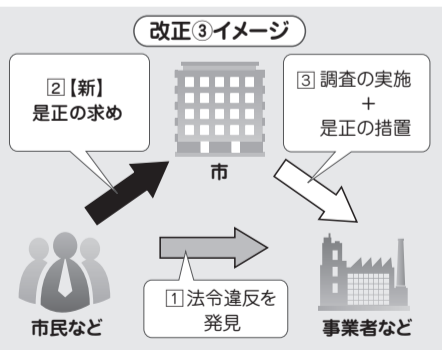 改正③イメージ
2【新】
是正の求め
3 調査の実施
+
是正の措置
市
1 法令違反を
発見
市民など
事業者など